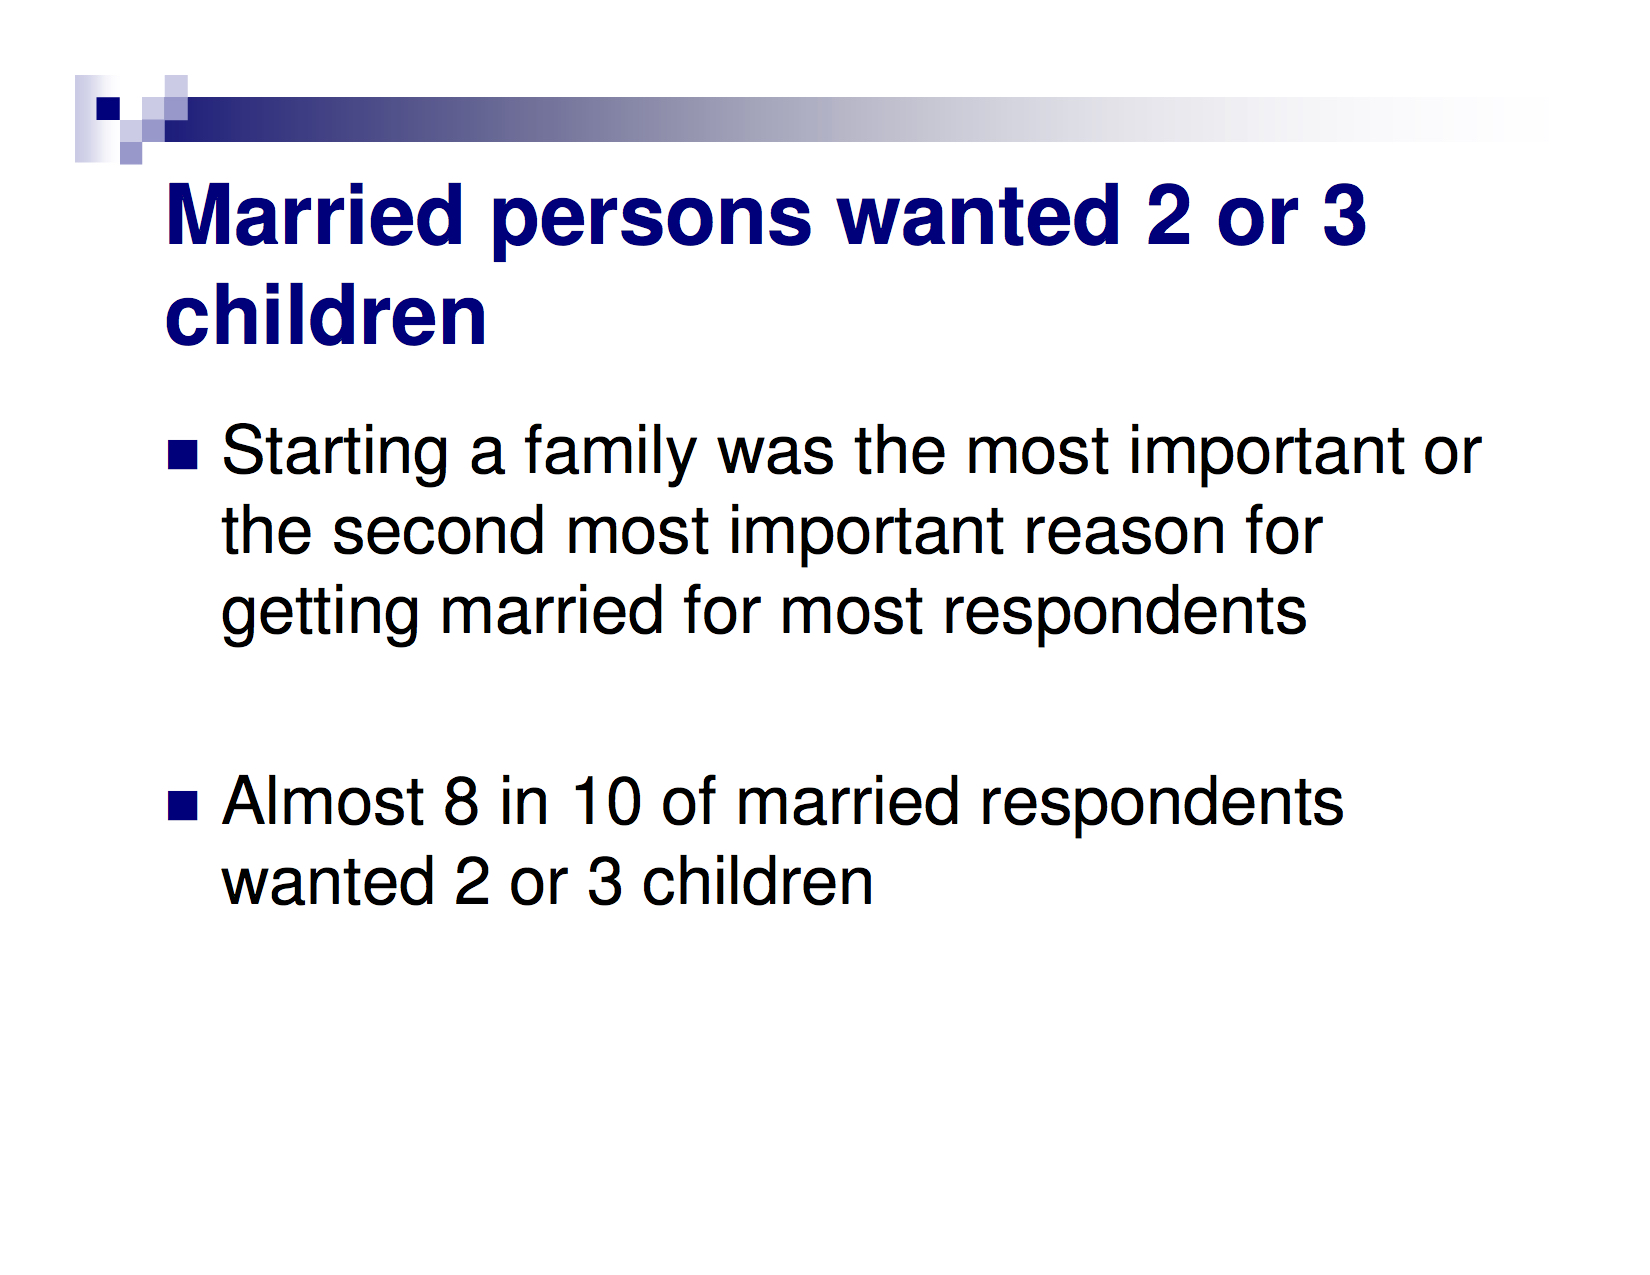 Married persons wanted 2 or 3
children
Starting a family was the most important or
the second most important reason for
getting married for most respondents
Almost 8 in 10 of married respondents
wanted 2 or 3 children